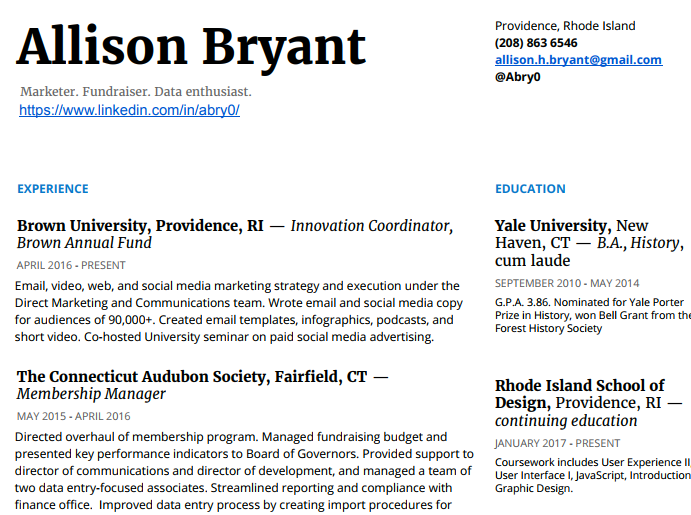 Allison Bryant
Marketer. Fundraiser. Data enthusiast.
https://www.linkedin.com/in/abry0/
Providence, Rhode Island
(208) 863 6546
allison.h.bryant@gmail.com
@Abry0
EXPERIENCE
Brown University, Providence, RI — Innovation Coordinator,
Brown Annual Fund
APRIL 2016 - PRESENT
Email, video, web, and social media marketing strategy and execution under the
Direct Marketing and Communications team. Wrote email and social media copy
for audiences of 90,000+. Created email templates, infographics, podcasts, and
short video. Co-hosted University seminar on paid social media advertising.
The Connecticut Audubon Society, Fairfield, CT —
Membership Manager
MAY 2015 - APRIL 2016
Directed overhaul of membership program. Managed fundraising budget and
presented key performance indicators to Board of Governors. Provided support to
director of communications and director of development, and managed a team of
two data entry-focused associates. Streamlined reporting and compliance with
finance office.  Improved data entry process by creating import procedures for
EDUCATION
Yale University, New
Haven, CT — B.A., History,
cum laude
SEPTEMBER 2010 - MAY 2014
G.P.A. 3.86. Nominated for Yale Porter
Prize in History, won Bell Grant from the
Forest History Society
Rhode Island School of
Design, Providence, RI —
continuing education
JANUARY 2017 - PRESENT
Coursework includes User Experience II,
User Interface I, JavaScript, Introduction
Graphic Design.